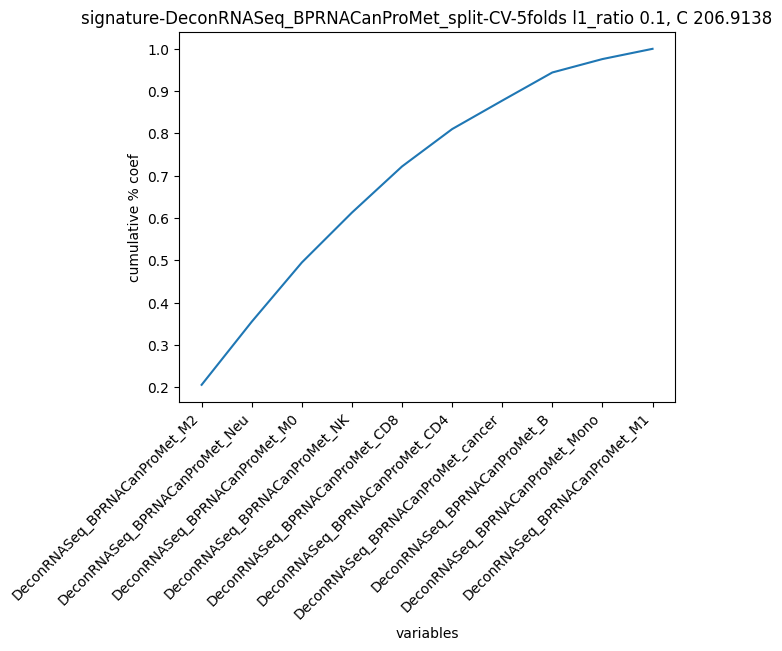 signature-DeconRNASeq_BPRNACanProMet_split-CV-5folds l1_ratio 0.1, C 206.9138
1.0
0.9
0.8
0.7
0.6
0.5
0.4
0.3
0.2
cumulative % coef
DeconRNASeq_BPRNACanProMet_M2
DeconRNASeq_BPRNACanProMet_Neu
DeconRNASeq_BPRNACanProMet_M0
DeconRNASeq_BPRNACanProMet_NK
DeconRNASeq_BPRNACanProMet_CD8
DeconRNASeq_BPRNACanProMet_CD4
DeconRNASeq_BPRNACanProMet_cancer
DeconRNASeq_BPRNACanProMet_B
DeconRNASeq_BPRNACanProMet_Mono
DeconRNASeq_BPRNACanProMet_M1
variables